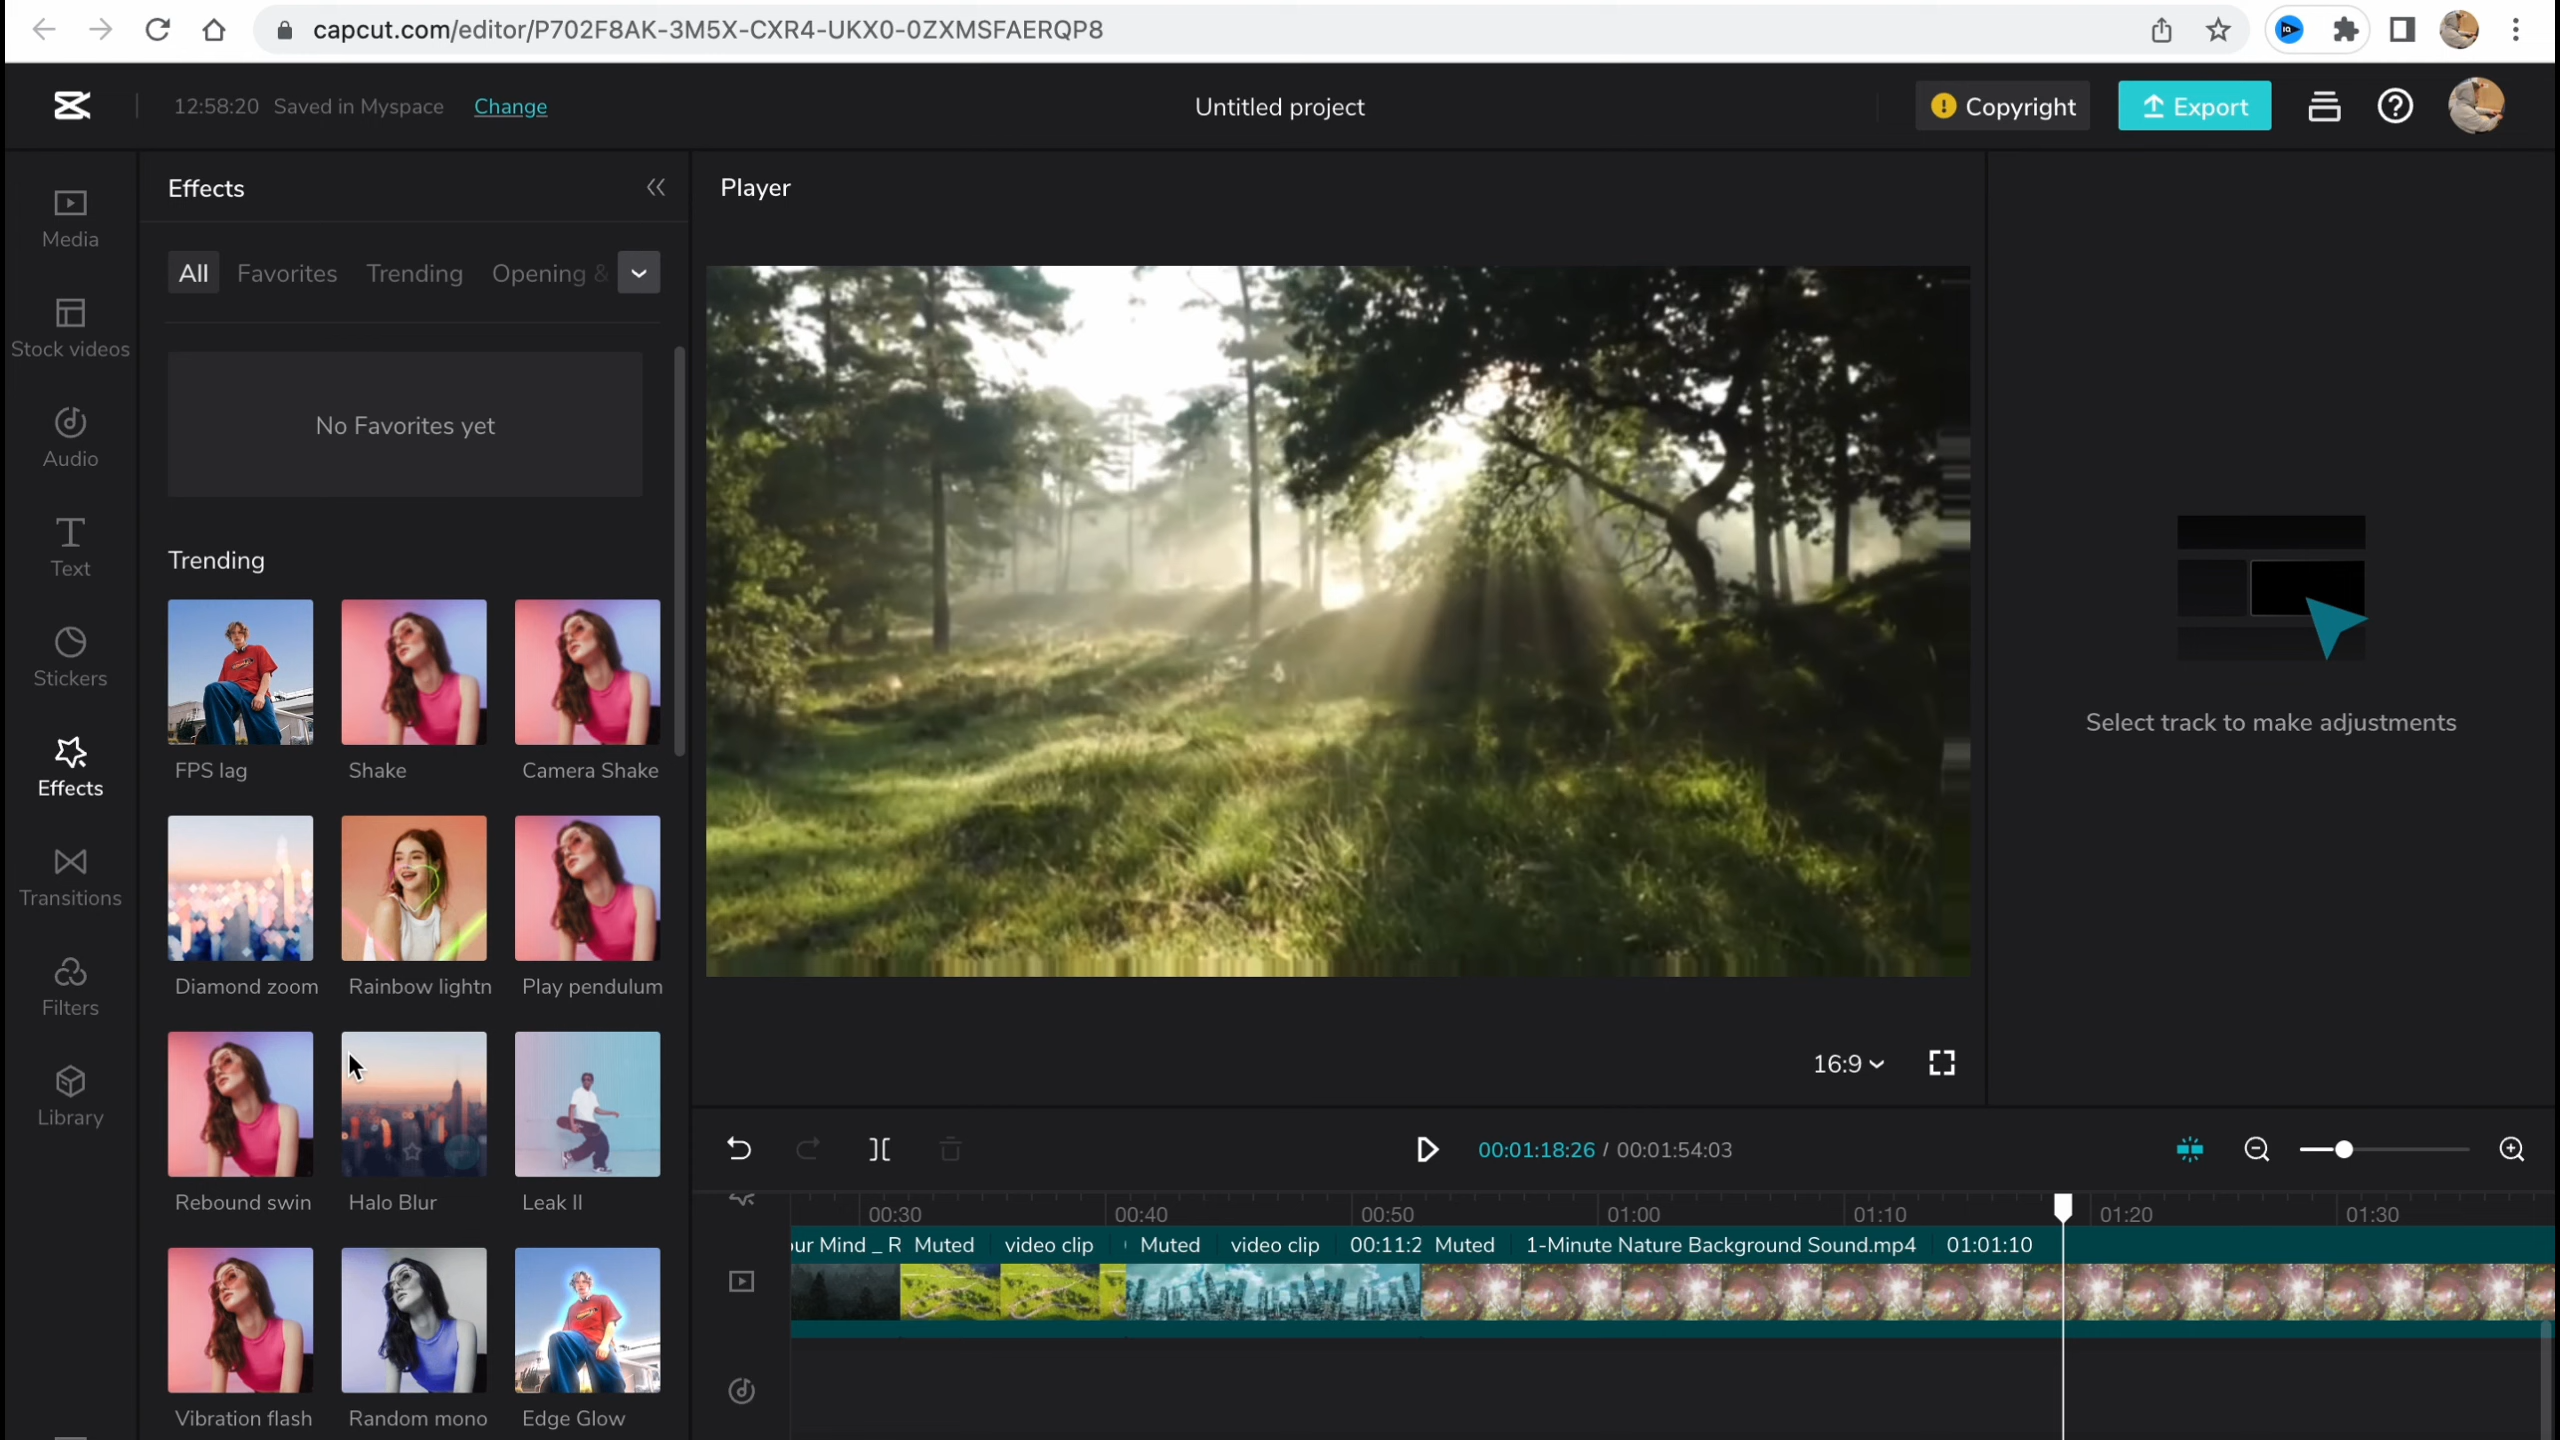 capcut.com/editor/P702F8AK-3M5X-CXR4-UKX0-0ZXMSFAERQP8
12:58:20 Saved in Myspace Change
Untitled project
Copyright
Export
Media
Stock videos
Audio
Text
Stickers
Effects
Transitions
Filters
Library
Effects
All Favorites Trending Opening &
No Favorites yet
Trending
FPS lag Shake Camera Shake
Diamond zoom Rainbow lightn Play pendulum
Rebound swin Halo Blur Leak II
Vibration flash Random mono Edge Glow
Player
16:9
Select track to make adjustments
00:01:18:26 / 00:01:54:03
00:30 00:40 00:50 01:00 01:10 01:20 01:30
our Mind _ R Muted video clip Muted video clip 00:11:2 Muted 1-Minute Nature Background Sound.mp4 01:01:10